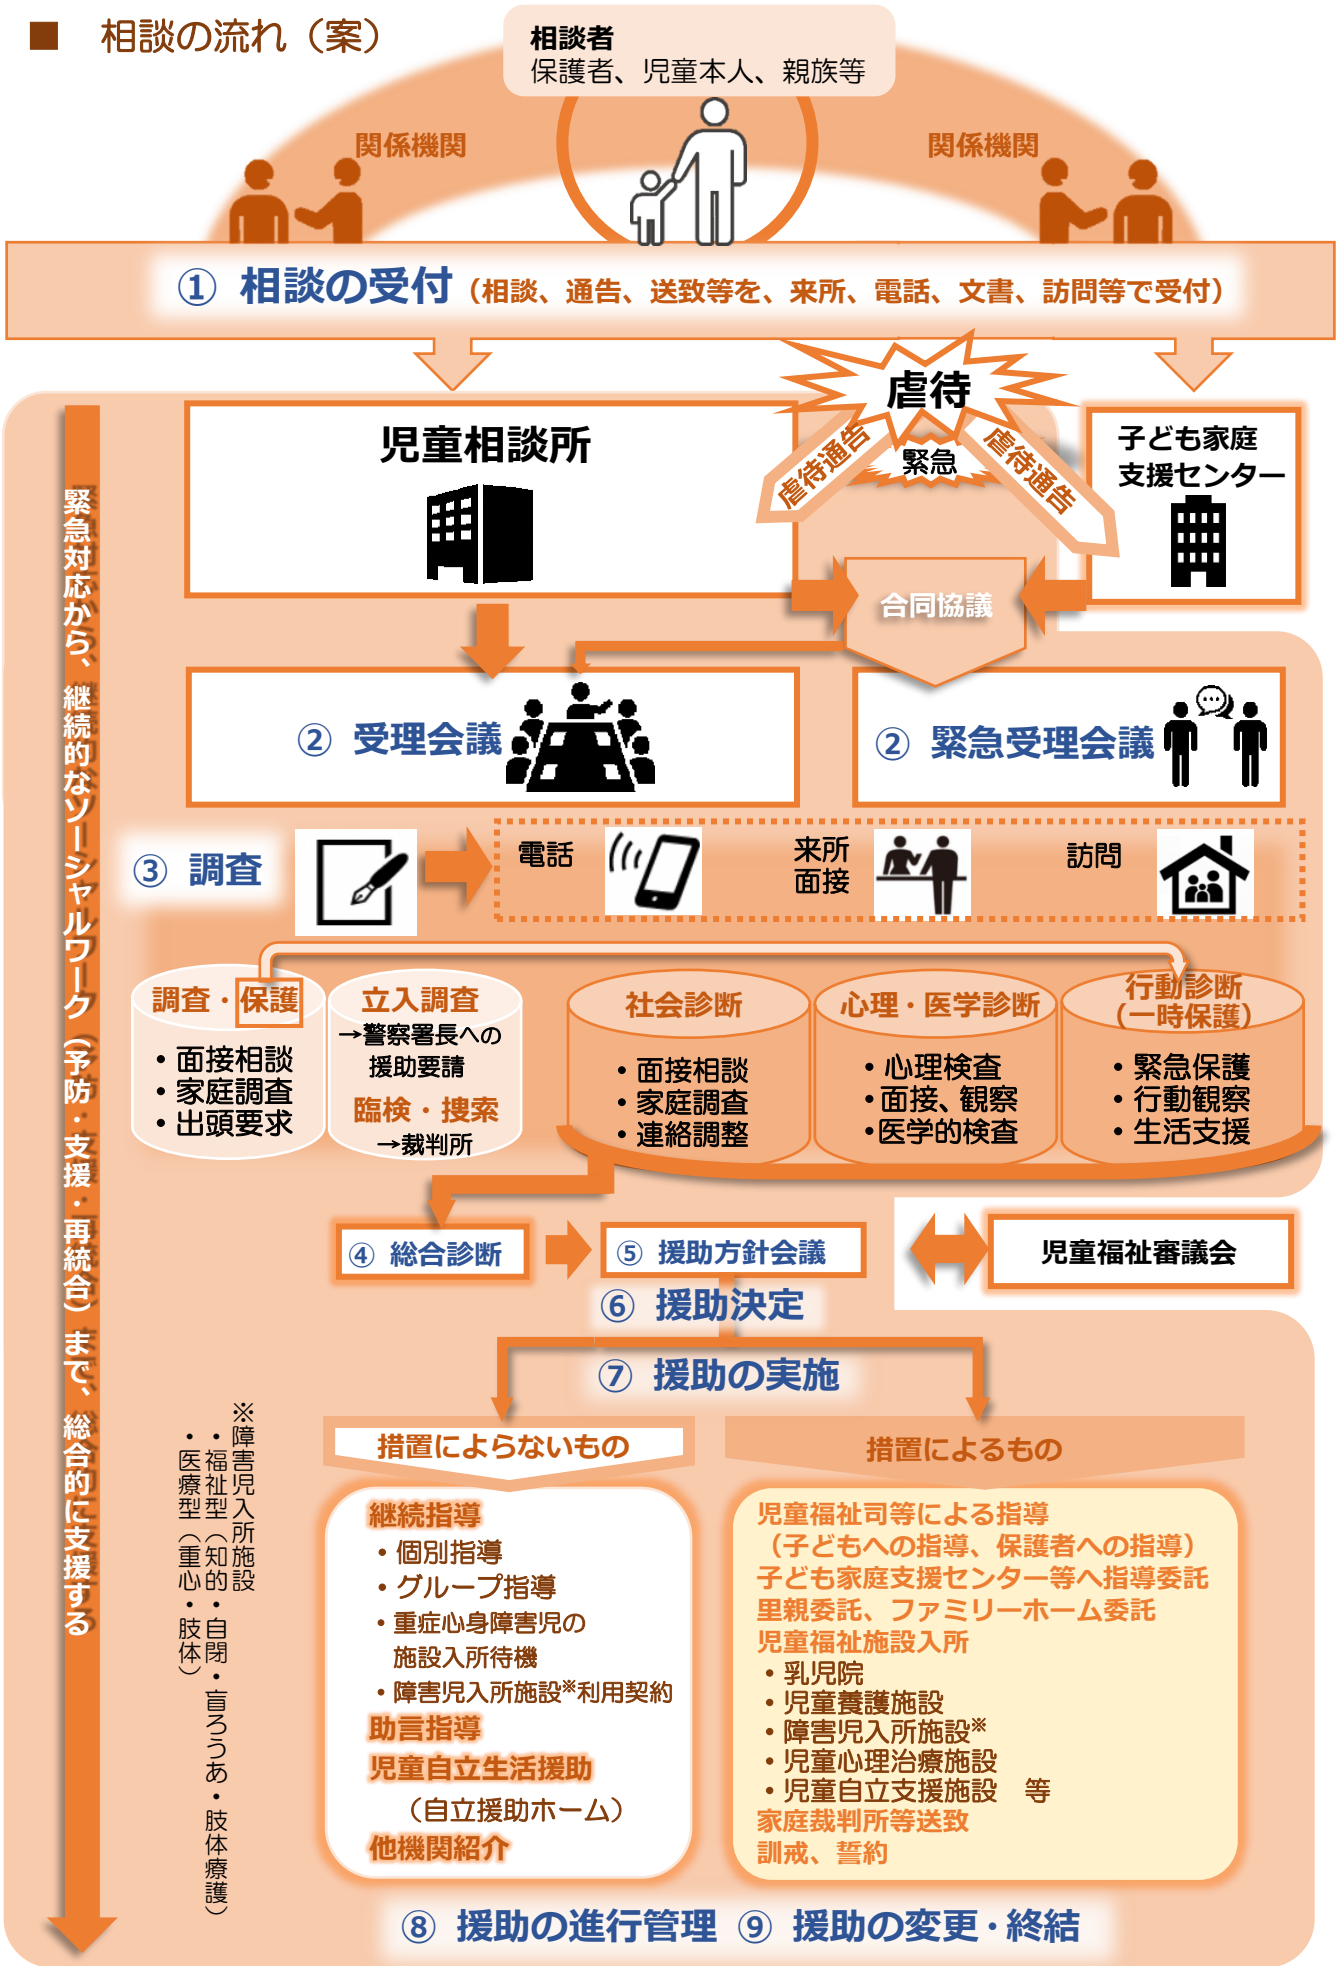 ■ 相談の流れ（案）
相談者
保護者、児童本人、親族等
関係機関
関係機関
① 相談の受付（相談、通告、送致等を、来所、電話、文書、訪問等で受付）
虐待
緊急
虐待通告
虐待通告
児童相談所
子ども家庭
支援センター
合同協議
緊急対応から、継続的なソーシャルワーク（予防・支援・再統合）まで、総合的に支援する
② 受理会議
② 緊急受理会議
③ 調査
電話
来所
面接
訪問
調査・保護
・面接相談
・家庭調査
・出頭要求
立入調査
→警察署長への
援助要請
臨検・捜索
→裁判所
社会診断
・面接相談
・家庭調査
・連絡調整
心理・医学診断
・心理検査
・面接、観察
・医学的検査
行動診断
（一時保護）
・緊急保護
・行動観察
・生活支援
④ 総合診断
⑤ 援助方針会議
児童福祉審議会
⑥ 援助決定
⑦ 援助の実施
※障害児入所施設
・福祉型（知的・自閉・盲ろうあ・肢体療護）
・医療型（重心・肢体）
措置によらないもの
継続指導
・個別指導
・グループ指導
・重症心身障害児の
施設入所待機
・障害児入所施設※利用契約
助言指導
児童自立生活援助
（自立援助ホーム）
他機関紹介
措置によるもの
児童福祉司等による指導
（子どもへの指導、保護者への指導）
子ども家庭支援センター等へ指導委託
里親委託、ファミリーホーム委託
児童福祉施設入所
・乳児院
・児童養護施設
・障害児入所施設※
・児童心理治療施設
・児童自立支援施設　等
家庭裁判所等送致
訓戒、誓約
⑧ 援助の進行管理 ⑨ 援助の変更・終結